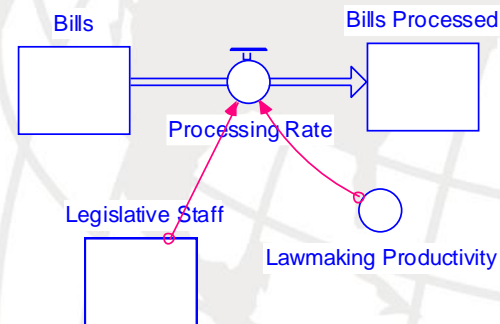 Bills
Bills Processed
Processing Rate
Legislative Staff
Lawmaking Productivity